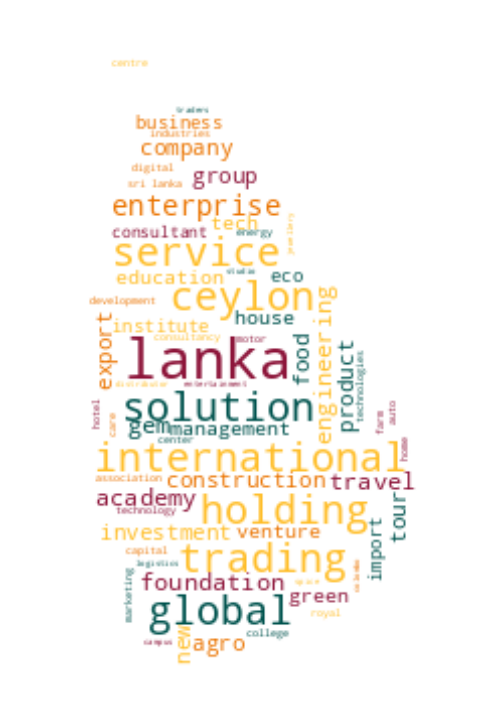 centre
traders
business
industries
company
digital
sri lanka
group
enterprise
tech
jewellery
consultant
energy
service
studio
education
eco
ceylon
development
engineering
house
institute
export
consultancy
motor
lanka
food
product
technologies
distributor
entertainment
solution
hotel
care
gem
management
auto
farm
center
home
international
association
construction
travel
academy
holding
technology
tour
investment
venture
import
capital
trading
logistics
foundation
space
colombo
marketing
green
global
royal
college
new
campus
agro